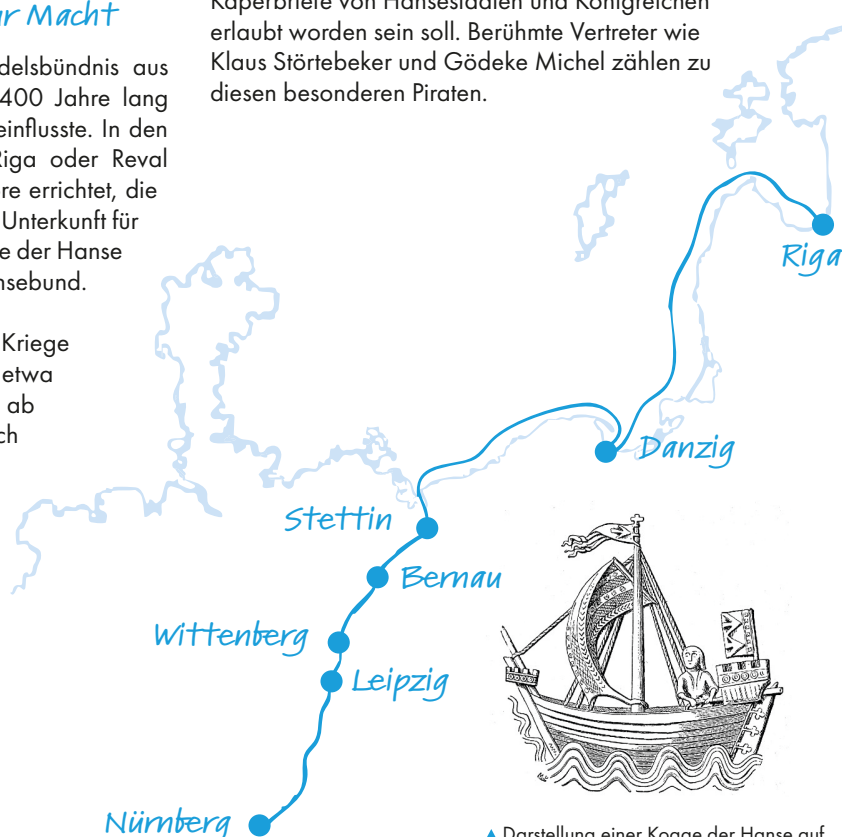 ur Macht
delsbündnis aus
400 Jahre lang
einflusste. In den
Riga oder Reval
re errichtet, die
Unterkunft für
e der Hanse
nsebund.
Kriege
etwa
ab
ch
Kaperbriefe von Hansestädten und Königreichen
erlaubt worden sein soll. Berühmte Vertreter wie
Klaus Störtebeker und Gödeke Michel zählen zu
diesen besonderen Piraten.
Riga
Danzig
Stettin
Bernau
Wittenberg
Leipzig
Nürnberg
▲ Darstellung einer Kogge der Hanse auf